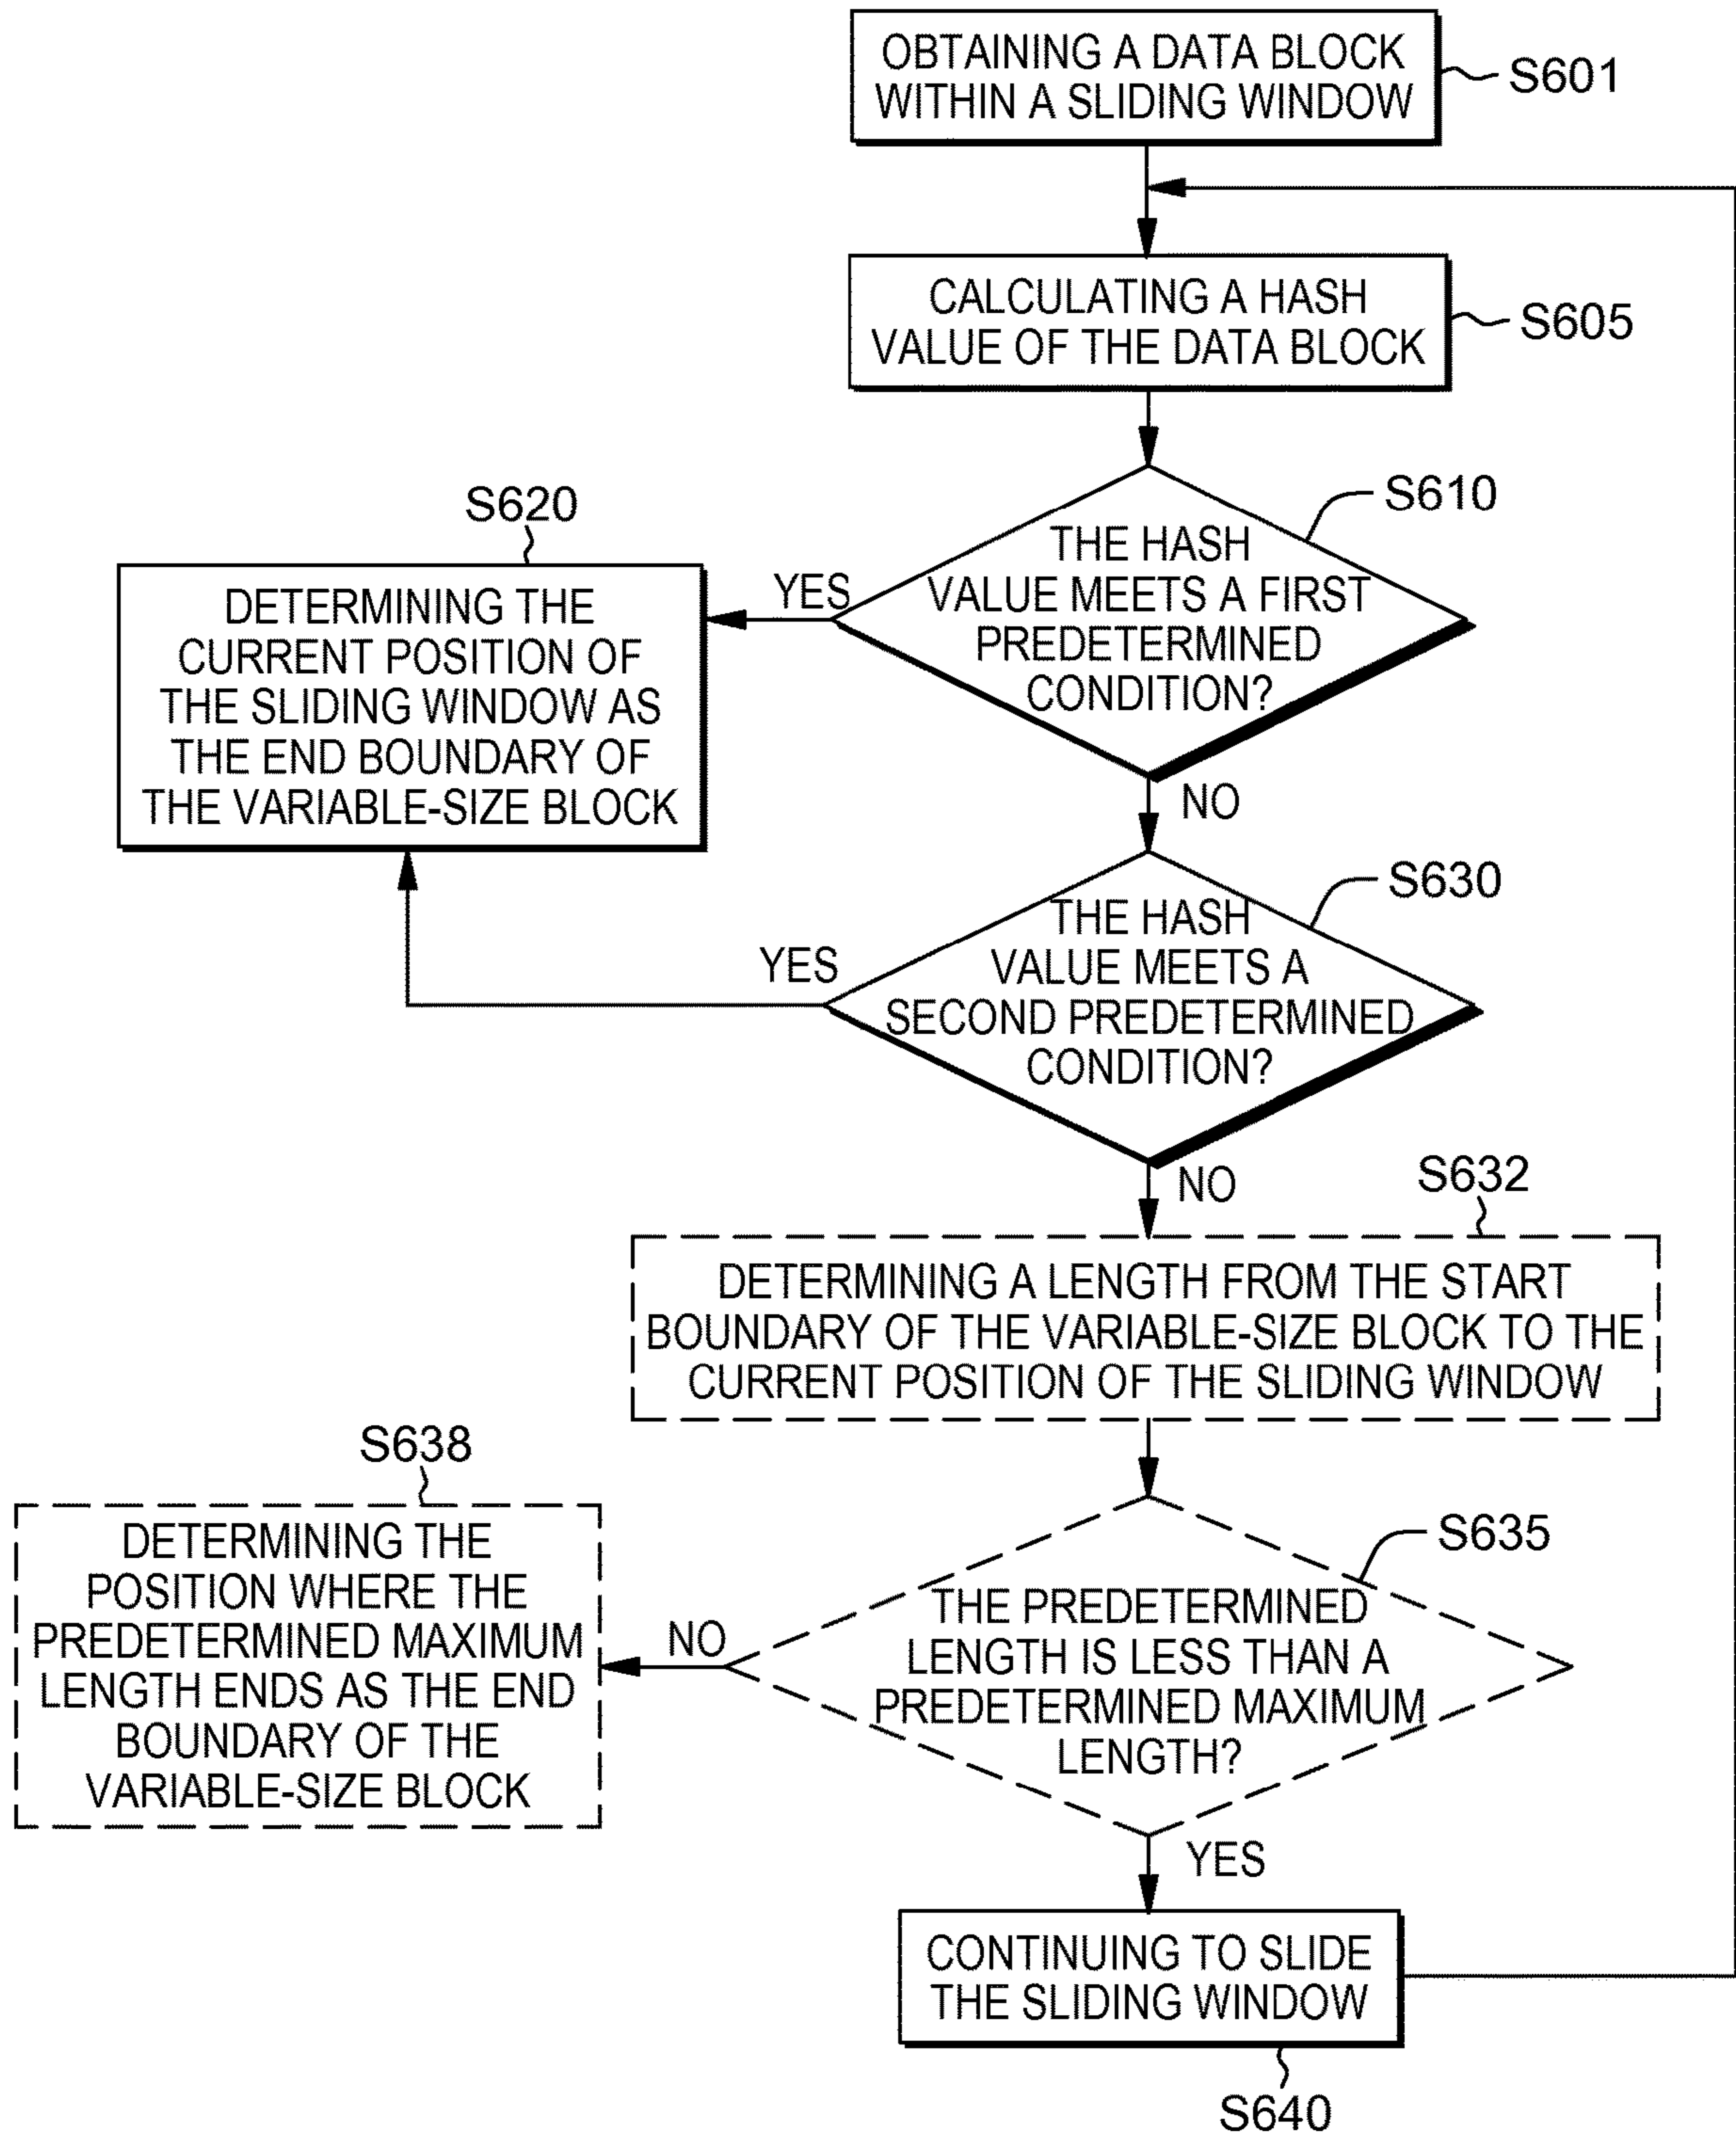 OBTAINING A DATA BLOCK
WITHIN A SLIDING WINDOW
S601
CALCULATING A HASH
VALUE OF THE DATA BLOCK
S605
S610
THE HASH
VALUE MEETS A FIRST
PREDETERMINED
CONDITION?
YES
S620
DETERMINING THE
CURRENT POSITION OF
THE SLIDING WINDOW AS
THE END BOUNDARY OF
THE VARIABLE-SIZE BLOCK
NO
S630
THE HASH
VALUE MEETS A
SECOND PREDETERMINED
CONDITION?
YES
NO
S632
DETERMINING A LENGTH FROM THE START
BOUNDARY OF THE VARIABLE-SIZE BLOCK TO THE
CURRENT POSITION OF THE SLIDING WINDOW
S635
THE PREDETERMINED
LENGTH IS LESS THAN A
PREDETERMINED MAXIMUM
LENGTH?
NO
S638
DETERMINING THE
POSITION WHERE THE
PREDETERMINED MAXIMUM
LENGTH ENDS AS THE END
BOUNDARY OF THE
VARIABLE-SIZE BLOCK
YES
CONTINUING TO SLIDE
THE SLIDING WINDOW
S640